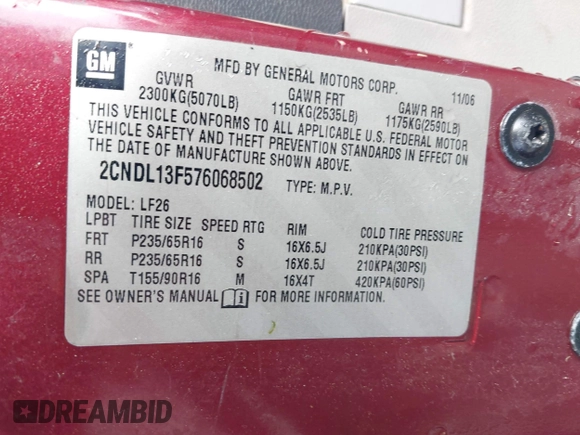 GM
MFD BY GENERAL MOTORS CORP. 11/06
GVWR GAWR FRT GAWR RR
2300KG(5070LB) 1150KG(2535LB) 1175KG(2590LB)
THIS VEHICLE CONFORMS TO ALL APPLICABLE U.S. FEDERAL MOTOR
VEHICLE SAFETY AND THEFT PREVENTION STANDARDS IN EFFECT ON
THE DATE OF MANUFACTURE SHOWN ABOVE.
2CNDL13F576068502 TYPE: M.P.V.
MODEL: LF26
LPBT TIRE SIZE SPEED RTG RIM COLD TIRE PRESSURE
FRT P235/65R16 S 16X6.5J 210KPA(30PSI)
RR P235/65R16 S 16X6.5J 210KPA(30PSI)
SPA T155/90R16 M 16X4T 420KPA(60PSI)
SEE OWNER'S MANUAL FOR MORE INFORMATION.
DREAMBID